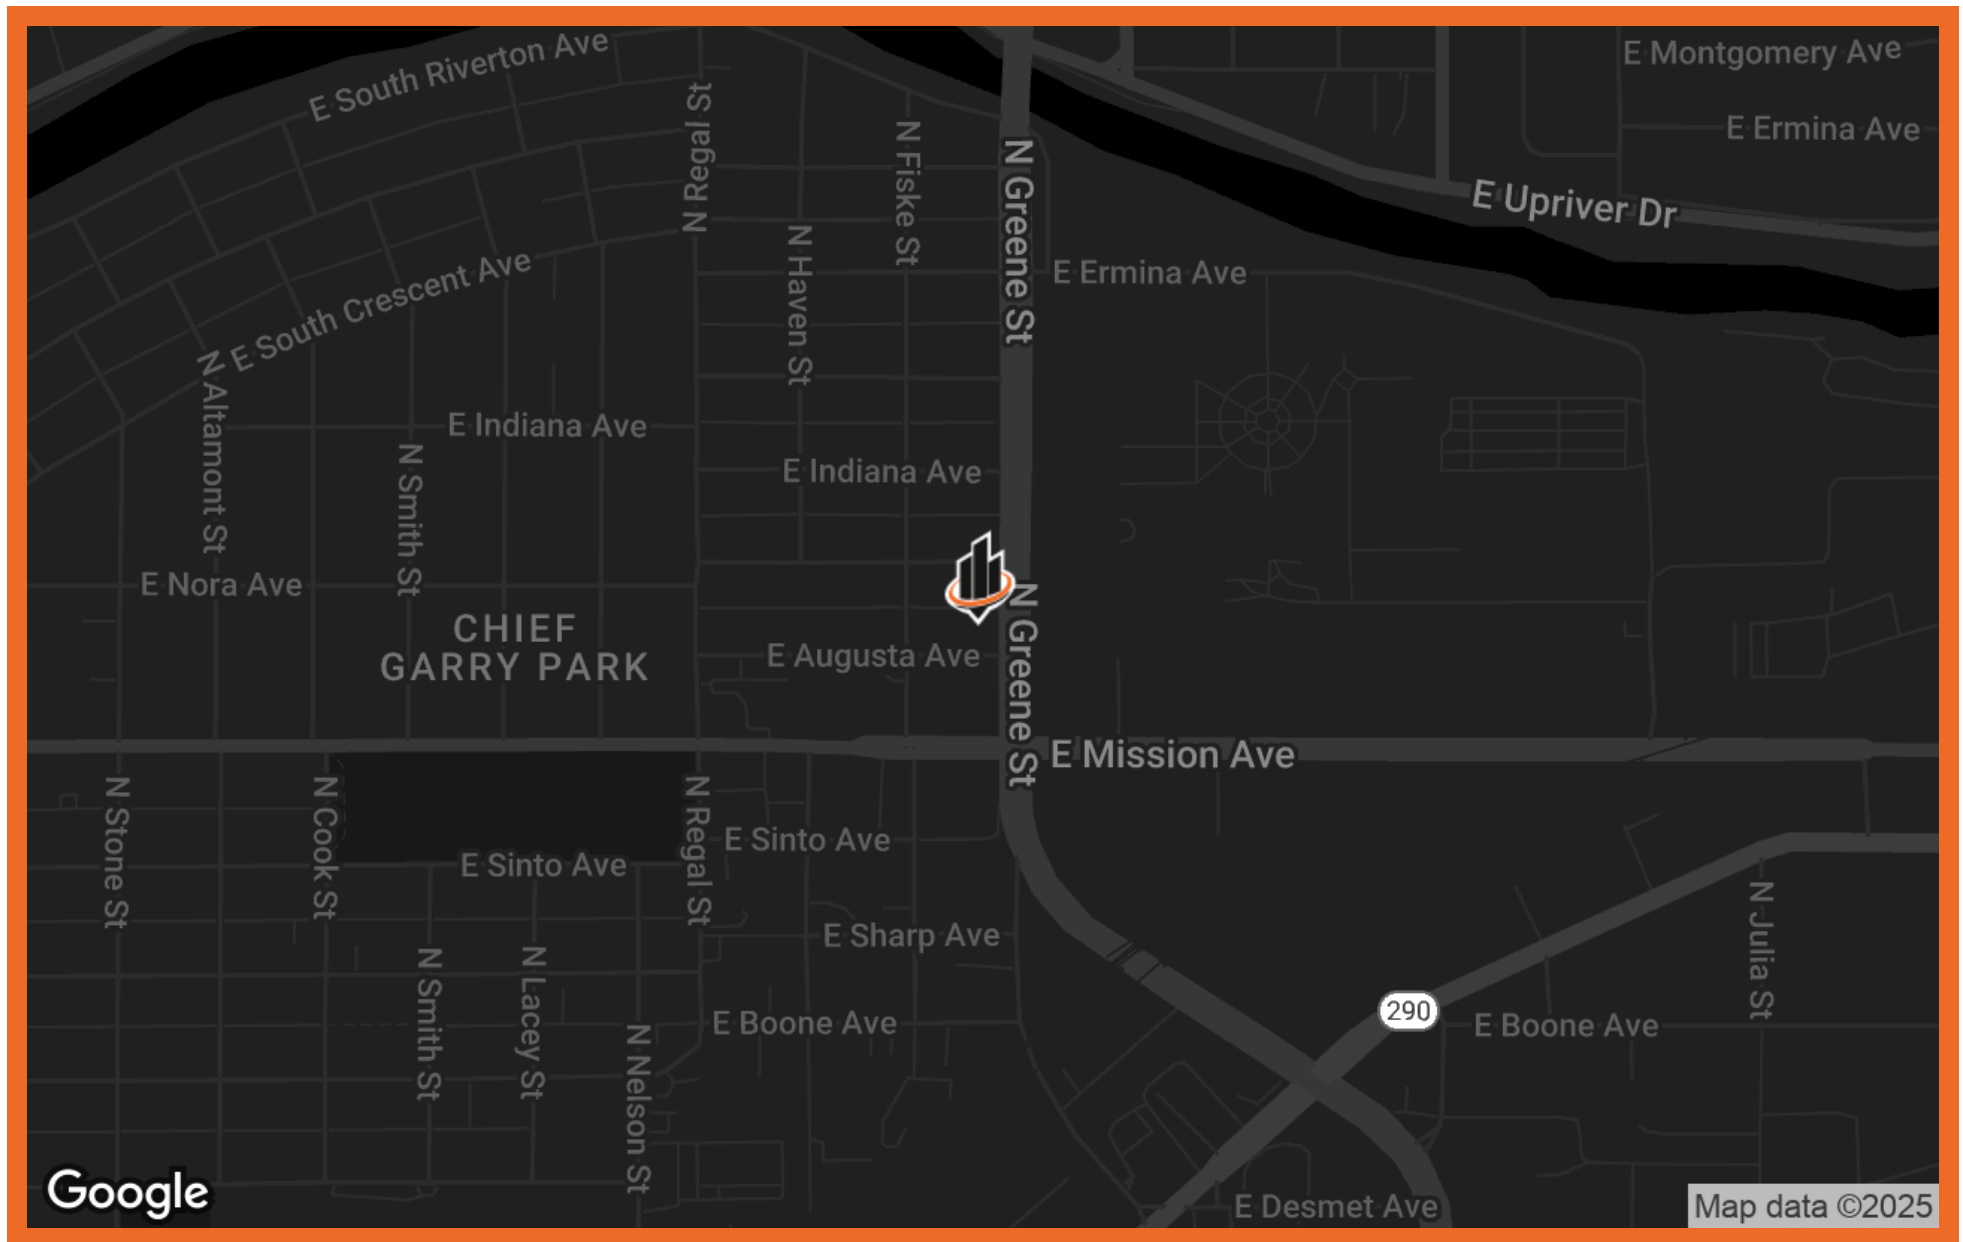 E South Riverton Ave
E Montgomery Ave
E Ermina Ave
N Regal St
N Fiske St
N Greene St
E Upriver Dr
N Haven St
E South Crescent Ave
E Ermina Ave
N Altamont St
E Indiana Ave
N Smith St
E Indiana Ave
E Nora Ave
CHIEF
GARRY PARK
E Augusta Ave
N Greene St
E Mission Ave
N Stone St
N Cook St
N Regal St
E Sinto Ave
E Sinto Ave
N Julia St
E Sharp Ave
N Smith St
N Lacey St
290
E Boone Ave
E Boone Ave
N Nelson St
Google
E Desmet Ave
Map data ©2025